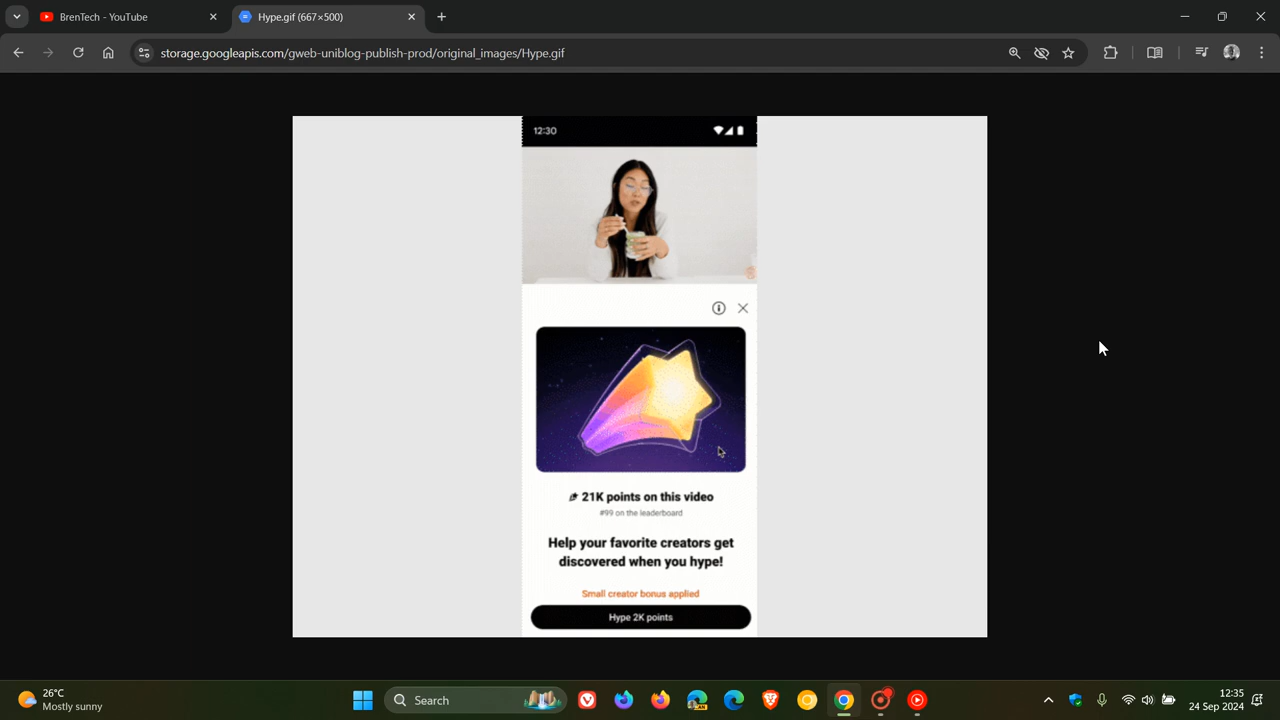 BrenTech - YouTube
Hype.gif (667×500)
storage.googleapis.com/gweb-uniblog-publish-prod/original_images/Hype.gif
12:30
21K points on this video
#99 on the leaderboard
Help your favorite creators get
discovered when you hype!
Small creator bonus applied
Hype 2K points
26°C
Mostly sunny
Search
12:35
24 Sep 2024